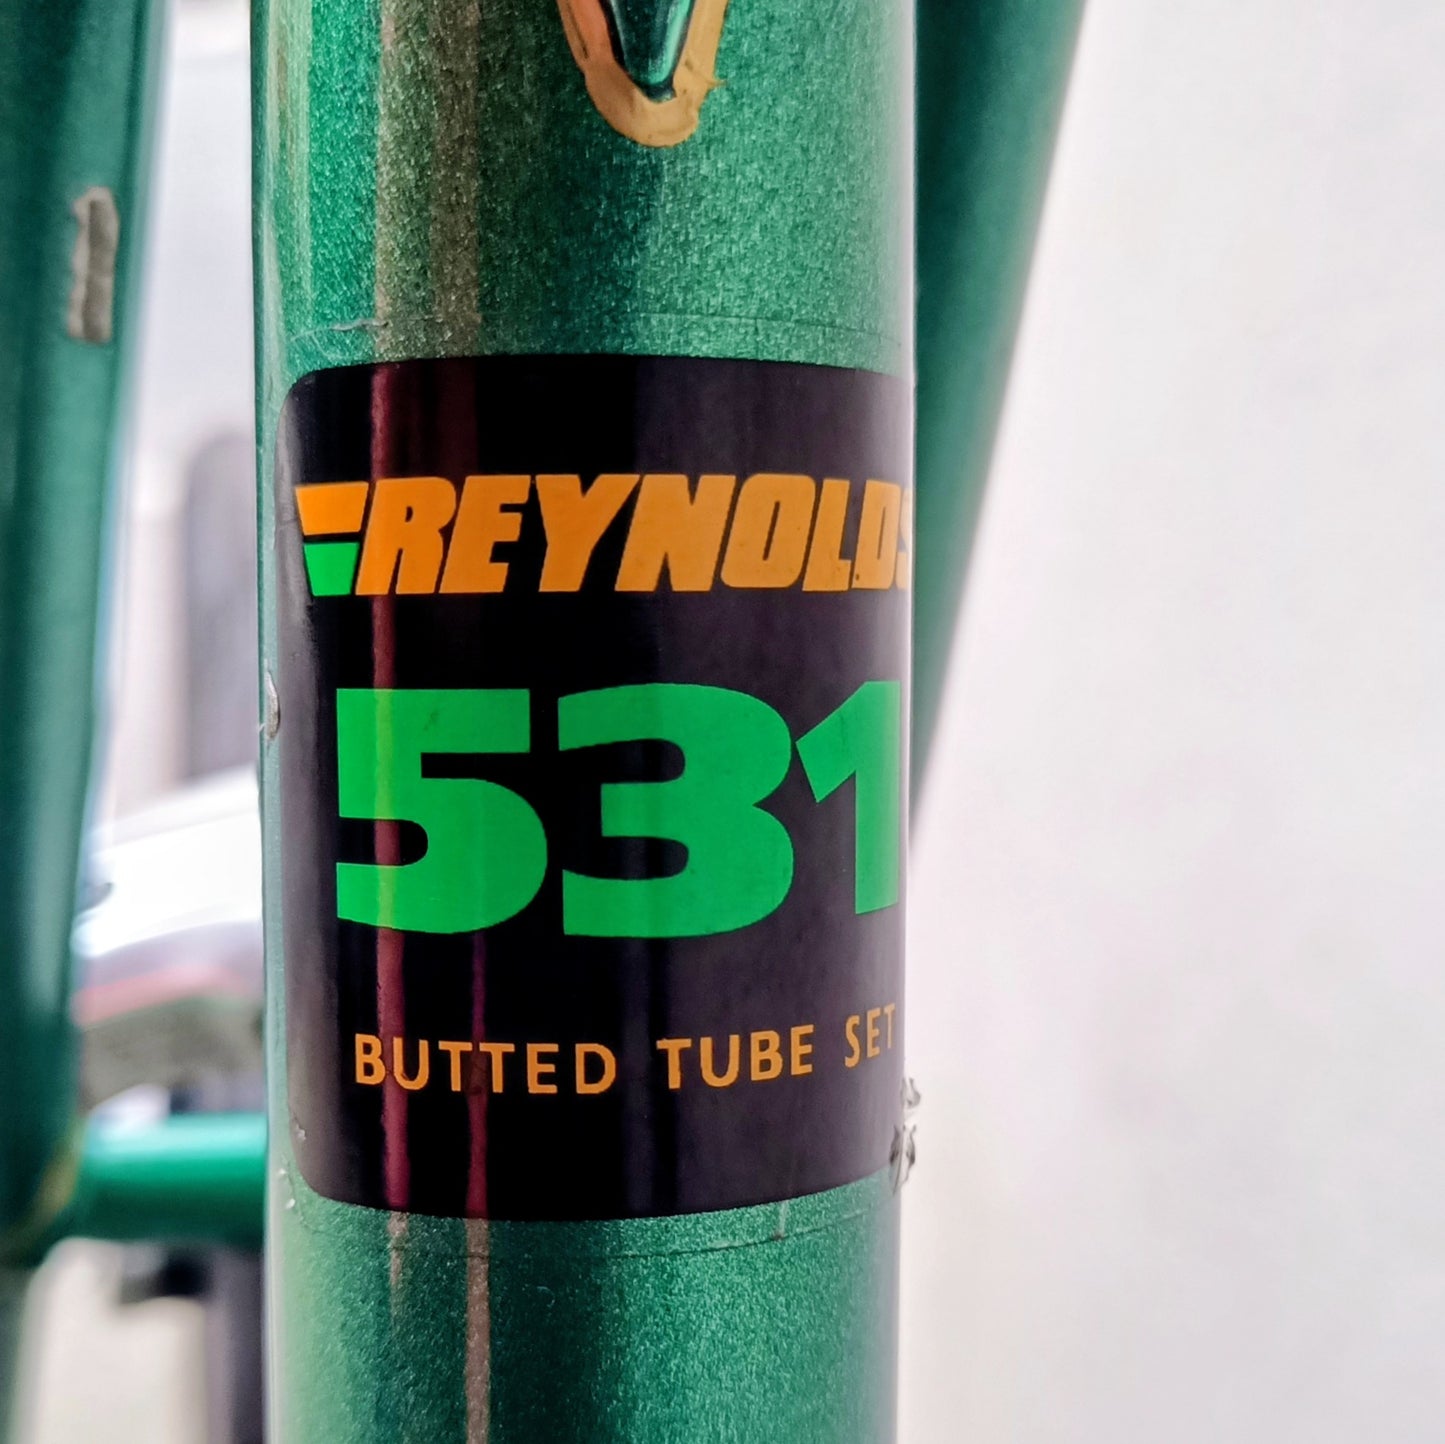 REYNOLDS
531
BUTTED TUBE SET